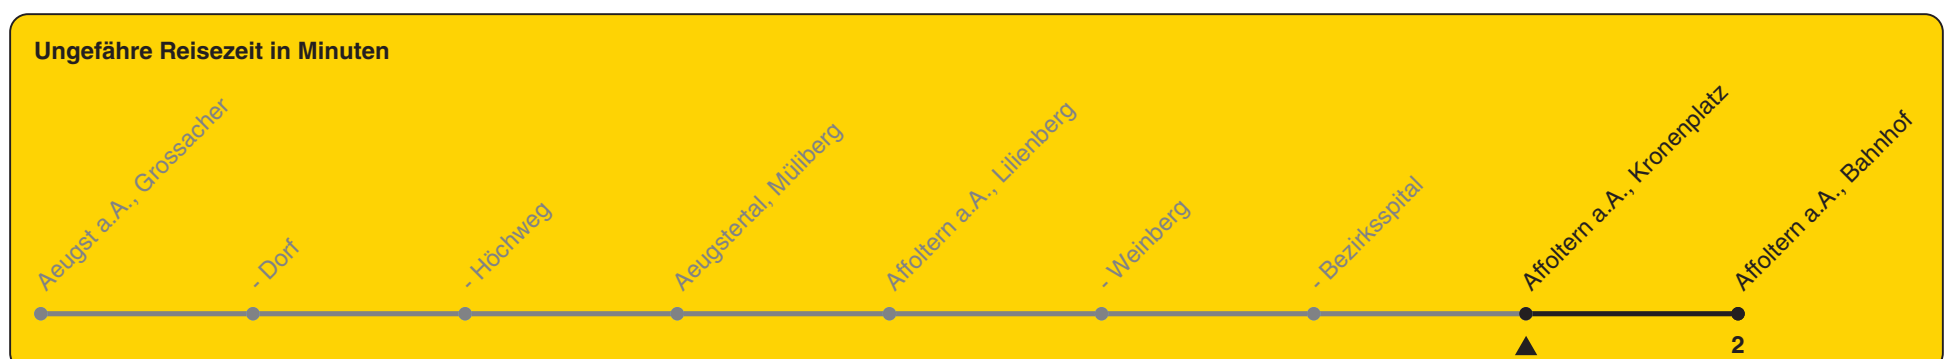 Ungefähre Reisezeit in Minuten
Aeugst a.A., Grossacher
- Dorf
- Höchweg
Aeugstertal, Müliberg
Affoltern a.A., Lilienberg
- Weinberg
- Bezirksspital
Affoltern a.A., Kronenplatz
Affoltern a.A., Bahnhof
2